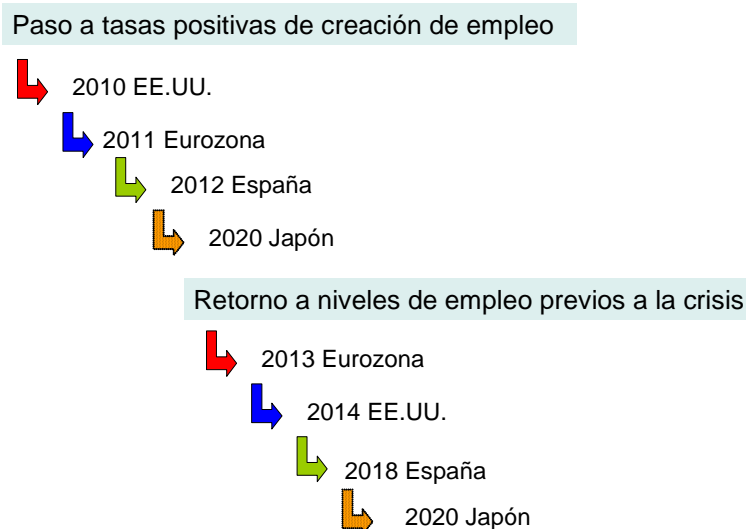 Paso a tasas positivas de creación de empleo
2010 EE.UU.
2011 Eurozona
2012 España
2020 Japón
Retorno a niveles de empleo previos a la crisis
2013 Eurozona
2014 EE.UU.
2018 España
2020 Japón